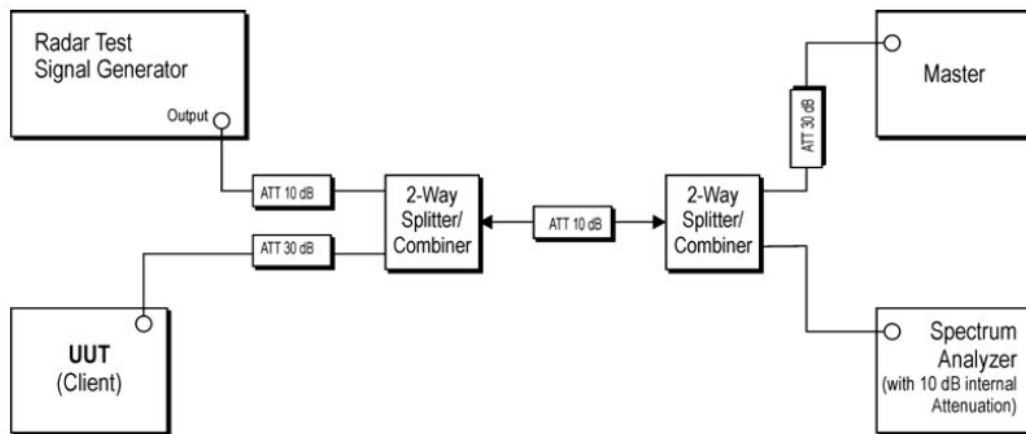 Radar Test
Signal Generator
Output
ATT 10 dB
2-Way
Splitter/
Combiner
ATT 30 dB
UUT
(Client)
ATT 10 dB
2-Way
Splitter/
Combiner
ATT 30 dB
Master
Spectrum
Analyzer
(with 10 dB internal
Attenuation)